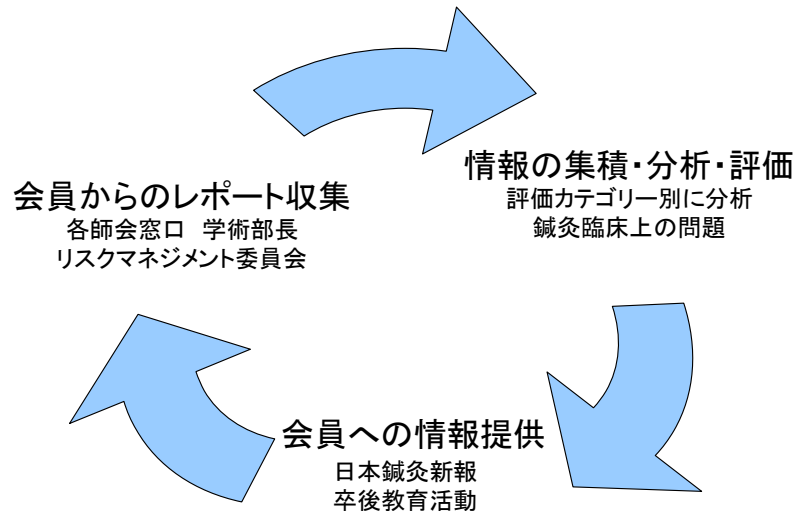 情報の集積・分析・評価
評価カテゴリー別に分析
鍼灸臨床上の問題
会員からのレポート収集
各師会窓口　学術部長
リスクマネジメント委員会
会員への情報提供
日本鍼灸新報
卒後教育活動